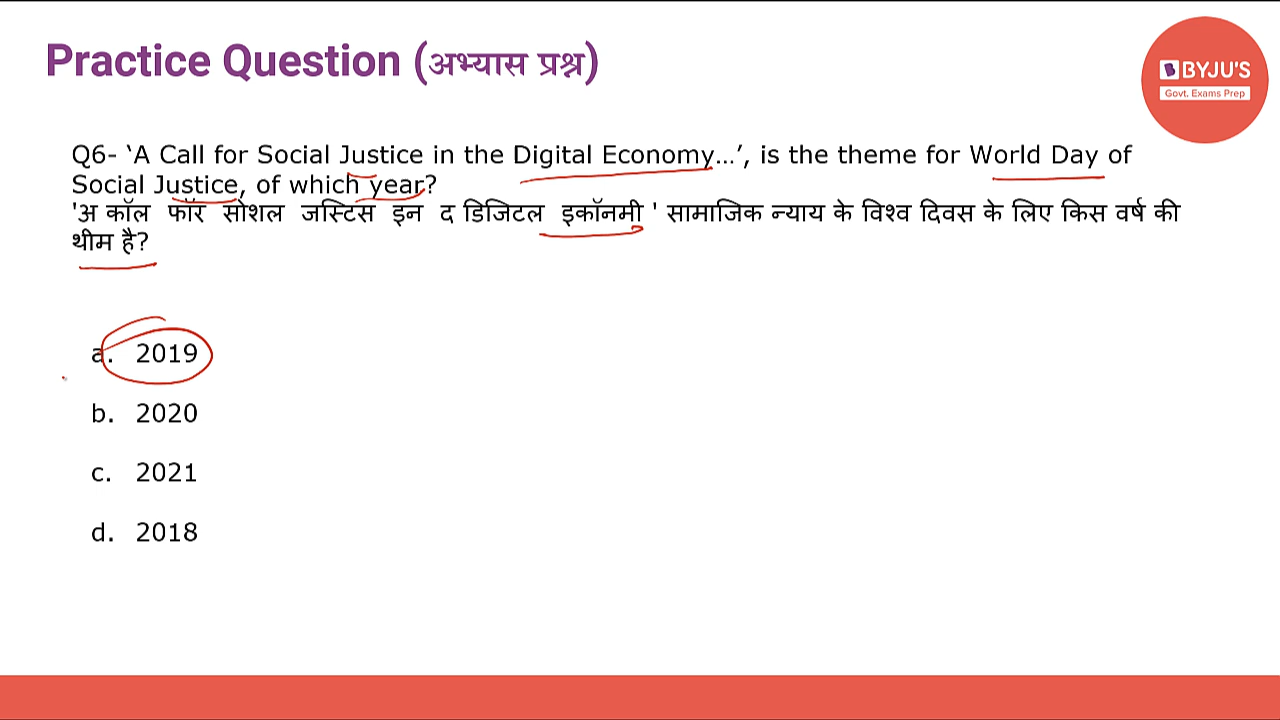 Practice Question (अभ्यास प्रश्न)
BYJU'S
Govt. Exams Prep
Q6- ‘A Call for Social Justice in the Digital Economy...’, is the theme for World Day of
Social Justice, of which year?
'अ कॉल फॉर सोशल जस्टिस इन द डिजिटल इकॉनमी ' सामाजिक न्याय के विश्व दिवस के लिए किस वर्ष की
थीम है?
a. 2019
b. 2020
c. 2021
d. 2018